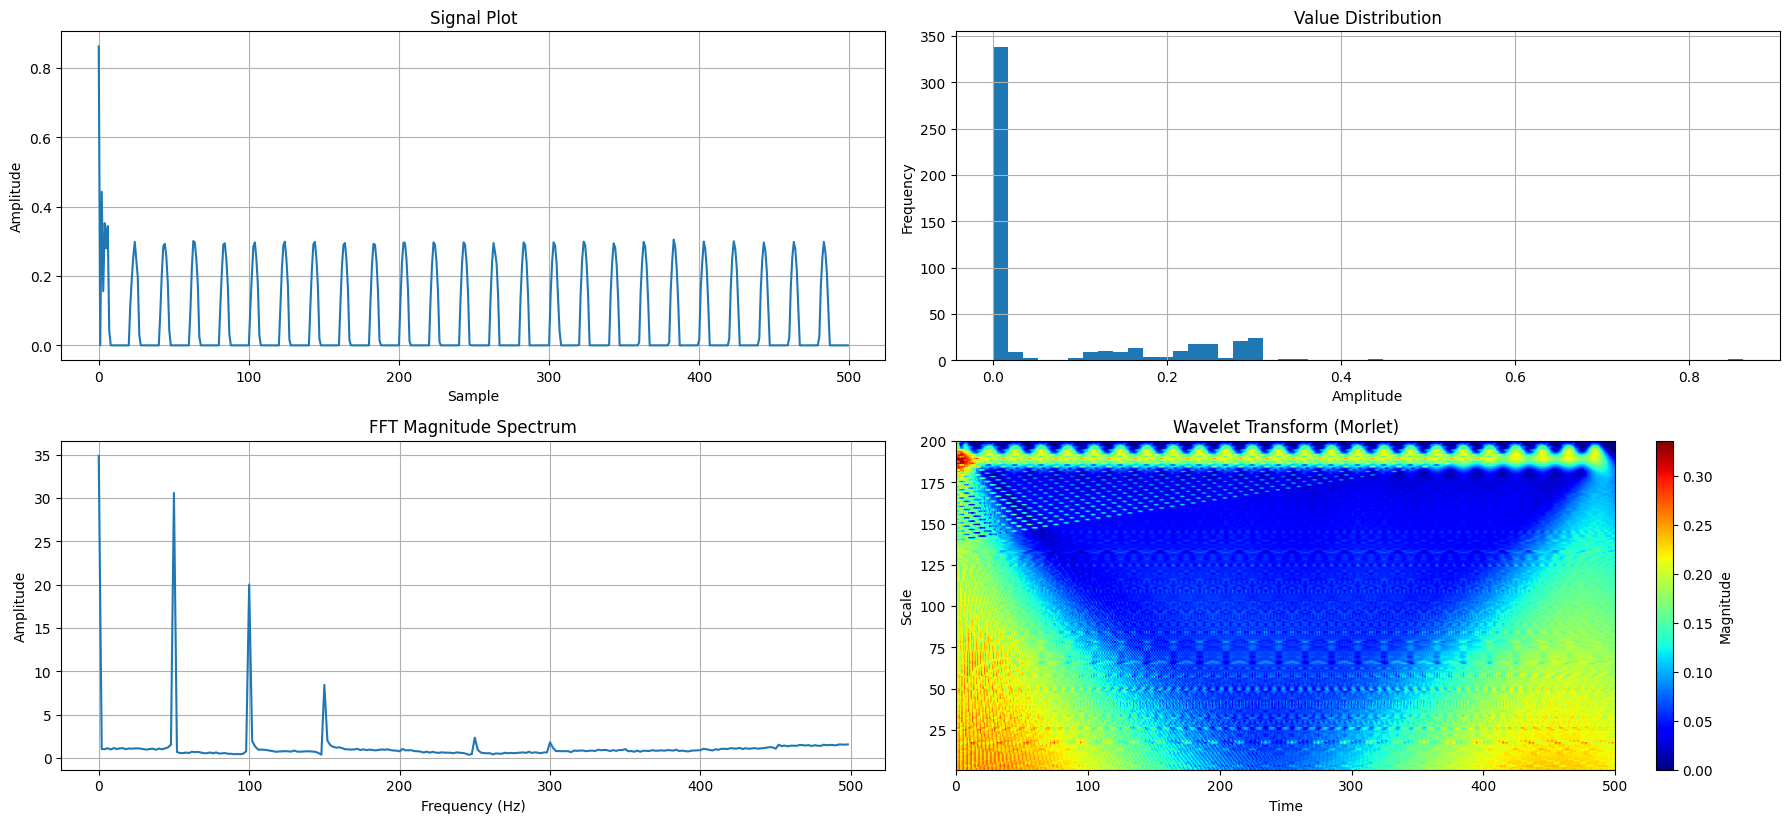 Signal Plot
Amplitude
0.8
0.6
0.4
0.2
0.0
0 100 200 300 400 500
Sample
Value Distribution
Frequency
350
300
250
200
150
100
50
0
0.0 0.2 0.4 0.6 0.8
Amplitude
FFT Magnitude Spectrum
Amplitude
35
30
25
20
15
10
5
0
0 100 200 300 400 500
Frequency (Hz)
Wavelet Transform (Morlet)
Scale
200
175
150
125
100
75
50
25
0 100 200 300 400 500
Time
0.30
0.25
0.20
0.15
0.10
0.05
0.00
Magnitude